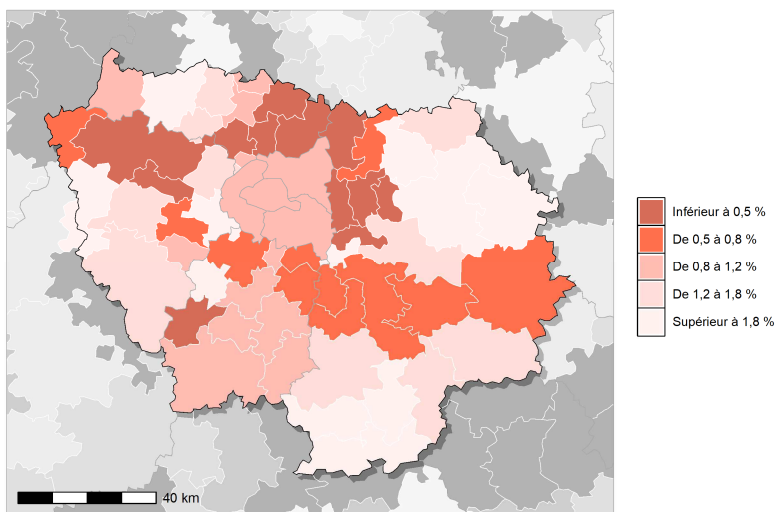 Inférieur à 0,5 %
De 0,5 à 0,8 %
De 0,8 à 1,2 %
De 1,2 à 1,8 %
Supérieur à 1,8 %
40 km